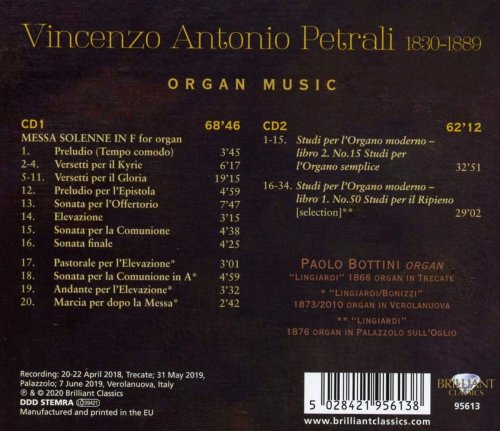 Vincenzo Antonio Petrali 1830-1889
ORGAN MUSIC
CD1 68'46
MESSA SOLENNE IN F for organ
1. Preludio (Tempo comodo) 3'45
2-4. Versetti per il Kyrie 6'17
5-11. Versetti per il Gloria 19'15
12. Preludio per l'Epistola 4'59
13. Sonata per l'Offertorio 7'47
14. Elevazione 3'15
15. Sonata per la Comunione 4'38
16. Sonata finale 4'25
17. Pastorale per l'Elevazione* 3'01
18. Sonata per la Comunione in A* 4'59
19. Andante per l'Elevazione* 3'32
20. Marcia per dopo la Messa* 2'42
CD2 62'12
1-15. Studi per l'Organo moderno –
libro 2. No.15 Studi per
l'Organo semplice 32'51
16-34. Studi per l'Organo moderno –
libro 1. No.50 Studi per il Ripieno
[selection]** 29'02
PAOLO BOTTINI ORGAN
"LINGIARDI" 1866 ORGAN IN TRECATE
* "LINGIARDI/BONIZZI"
1873/2010 ORGAN IN VEROLANUOVA
** "LINGIARDI"
1876 ORGAN IN PALAZZOLO SULL'OGLIO
Recording: 20-22 April 2018, Trecate; 31 May 2019,
Palazzolo; 7 June 2019, Verolanuova, Italy
℗ & © 2020 Brilliant Classics
DDD STEMRA LC 09421
Manufactured and printed in the EU
5 028421 956138
www.brilliantclassics.com
BRILLIANT
CLASSICS
95613